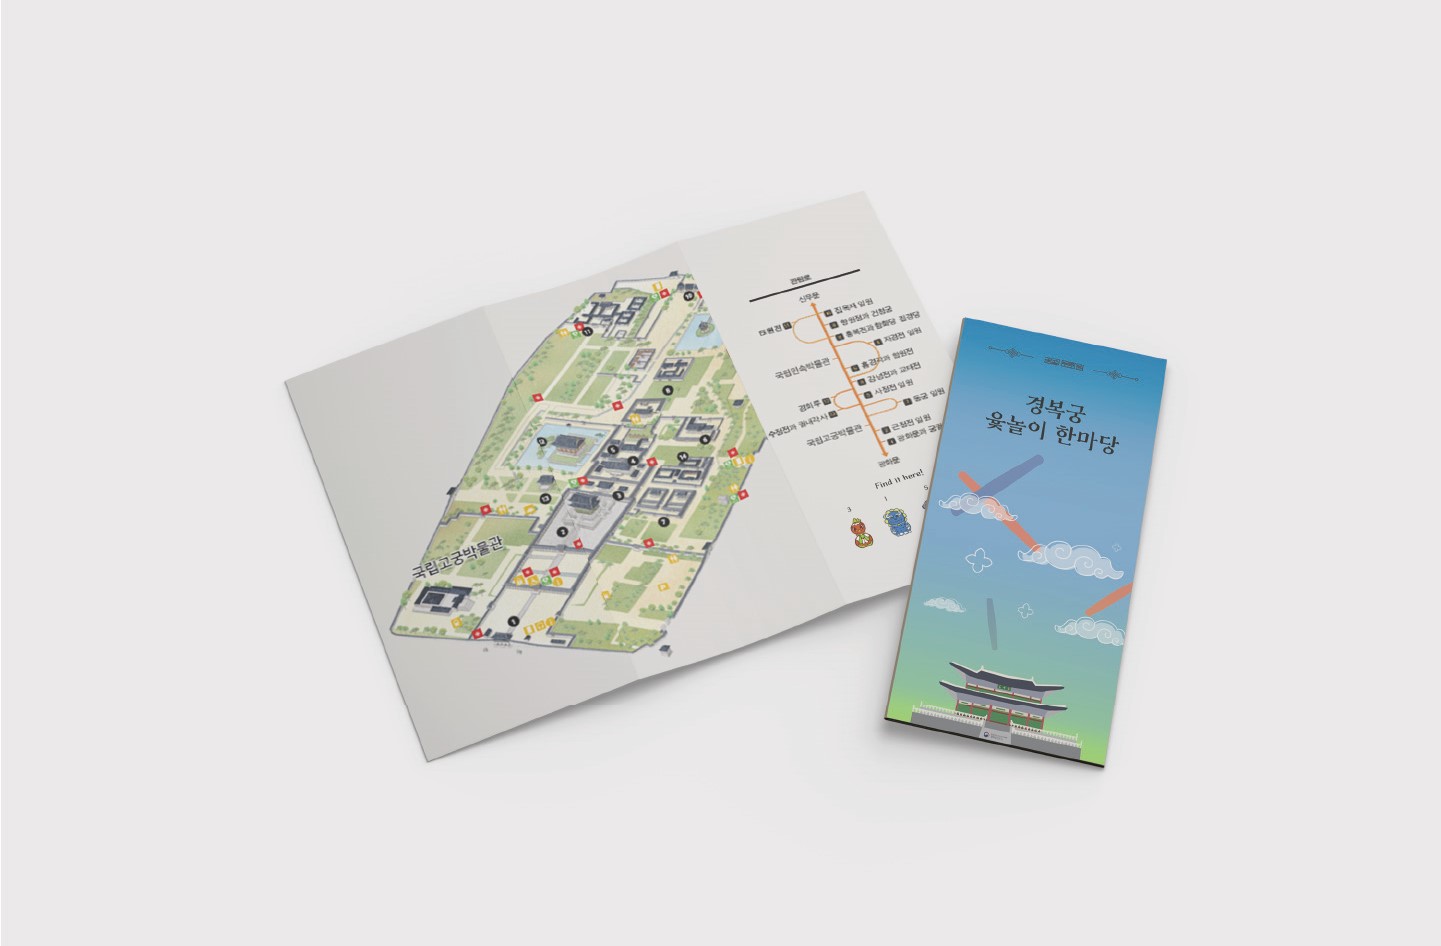 국립고궁박물관
관람로
신무문
집옥재 일원
태원전
향원정과 건청궁
흥복전과 함화당 집경당
자경전 일원
국립민속박물관
흠경각과 함원전
강녕전과 교태전
사정전 일원
경회루
동궁 일원
수정전과 궐내각사
근정전 일원
국립고궁박물관
광화문과 궁
광화문
Find it here!
3
1
5
경복궁
윷놀이 한마당